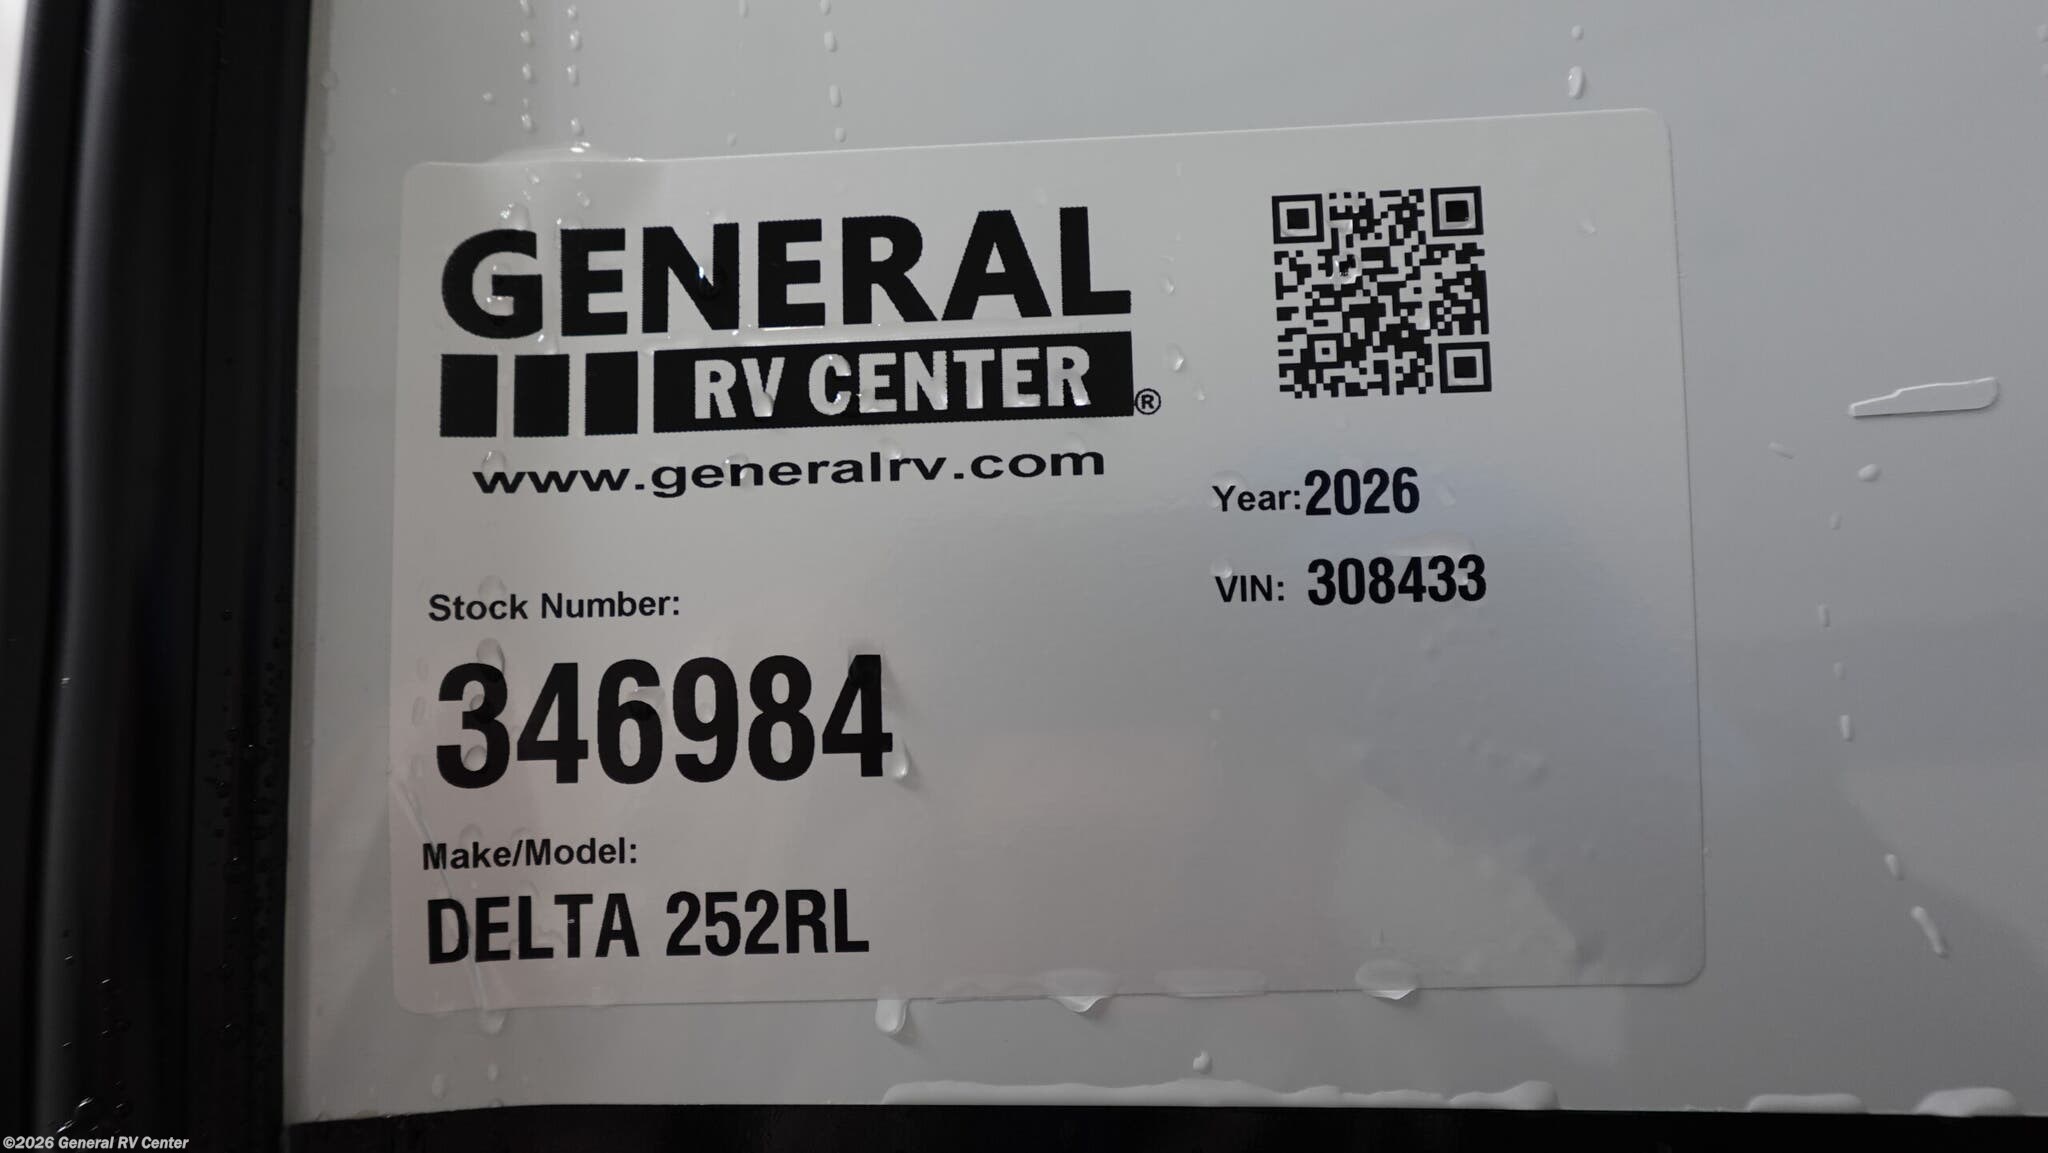 GENERAL
RV CENTER®
www.generalrv.com
Year: 2026
VIN: 308433
Stock Number:
346984
Make/Model:
DELTA 252RL
©2026 General RV Center